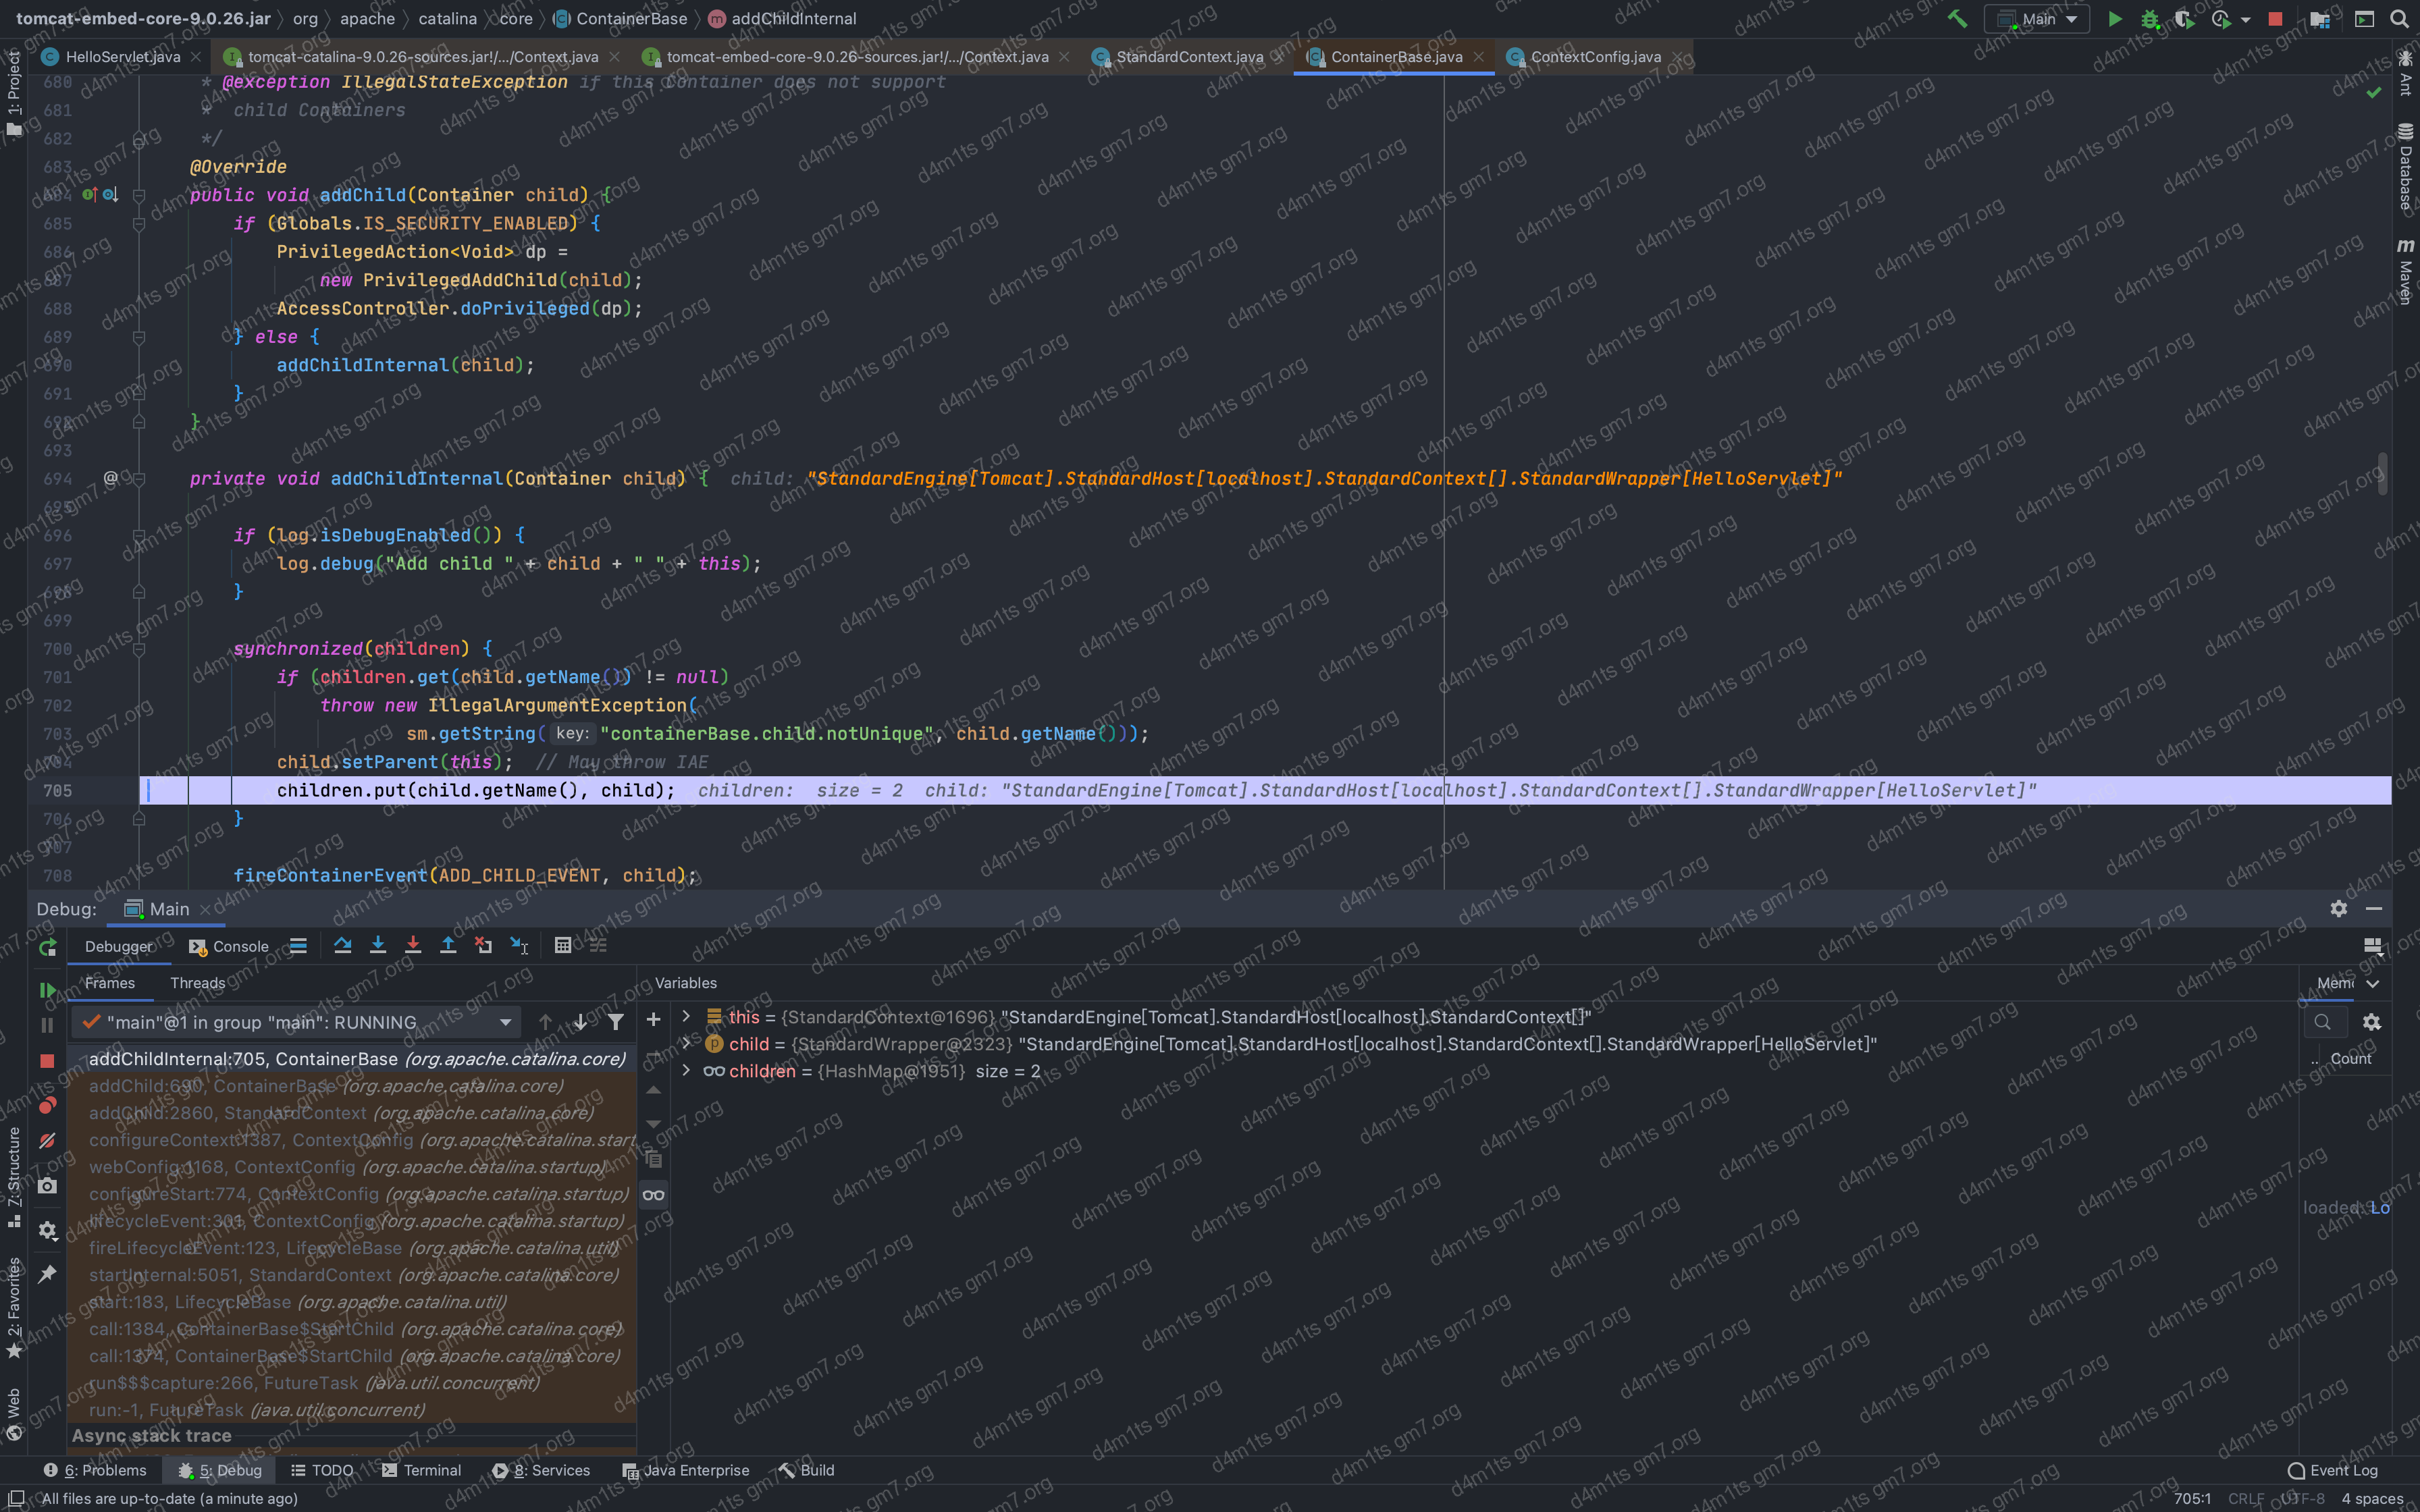 tomcat-embed-core-9.0.26.jar org apache catalina core ContainerBase addChildInternal Main
HelloServlet.java tomcat-catalina-9.0.26-sources.jar!/.../Context.java tomcat-embed-core-9.0.26-sources.jar!/.../Context.java StandardContext.java ContainerBase.java ContextConfig.java
1: Project
7: Structure
2: Favorites
Web
Ant
Database
Maven
680 * @exception IllegalStateException if this Container does not support
681 * child Containers
682 */
683 @Override
684 public void addChild(Container child) {
685 if (Globals.IS_SECURITY_ENABLED) {
686 PrivilegedAction<Void> dp =
687 new PrivilegedAddChild(child);
688 AccessController.doPrivileged(dp);
689 } else {
690 addChildInternal(child);
691 }
692 }
693
694 private void addChildInternal(Container child) { child: "StandardEngine[Tomcat].StandardHost[localhost].StandardContext[].StandardWrapper[HelloServlet]"
695
696 if (log.isDebugEnabled()) {
697 log.debug("Add child " + child + " " + this);
698 }
699
700 synchronized(children) {
701 if (children.get(child.getName()) != null)
702 throw new IllegalArgumentException(
703 sm.getString( key: "containerBase.child.notUnique", child.getName()));
704 child.setParent(this); // May throw IAE
705 children.put(child.getName(), child); children: size = 2 child: "StandardEngine[Tomcat].StandardHost[localhost].StandardContext[].StandardWrapper[HelloServlet]"
706 }
707
708 fireContainerEvent(ADD_CHILD_EVENT, child);
Debug: Main
Debugger Console
Frames Threads
Variables
"main"@1 in group "main": RUNNING
addChildInternal:705, ContainerBase (org.apache.catalina.core)
addChild:690, ContainerBase (org.apache.catalina.core)
addChild:2860, StandardContext (org.apache.catalina.core)
configureContext:1387, ContextConfig (org.apache.catalina.start
webConfig:1168, ContextConfig (org.apache.catalina.startup)
configureStart:774, ContextConfig (org.apache.catalina.startup)
lifecycleEvent:301, ContextConfig (org.apache.catalina.startup)
fireLifecycleEvent:123, LifecycleBase (org.apache.catalina.util)
startInternal:5051, StandardContext (org.apache.catalina.core)
start:183, LifecycleBase (org.apache.catalina.util)
call:1384, ContainerBase$StartChild (org.apache.catalina.core)
call:1374, ContainerBase$StartChild (org.apache.catalina.core)
run$$$capture:266, FutureTask (java.util.concurrent)
run:-1, FutureTask (java.util.concurrent)
Async stack trace
this = {StandardContext@1696} "StandardEngine[Tomcat].StandardHost[localhost].StandardContext[]"
child = {StandardWrapper@2323} "StandardEngine[Tomcat].StandardHost[localhost].StandardContext[].StandardWrapper[HelloServlet]"
children = {HashMap@1951} size = 2
Mem
.. Count
loaded. Lo
6: Problems 5: Debug TODO Terminal 8: Services Java Enterprise Build Event Log
All files are up-to-date (a minute ago) 705:1 CRLF UTF-8 4 spaces
d4m1ts gm7.org